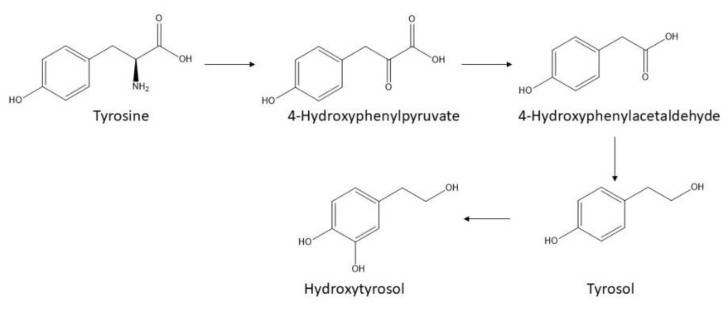 O
OH
NH₂
HO
Tyrosine
O
OH
O
HO
4-Hydroxyphenylpyruvate
OH
O
HO
4-Hydroxyphenylacetaldehyde
OH
HO
OH
Hydroxytyrosol
OH
HO
Tyrosol